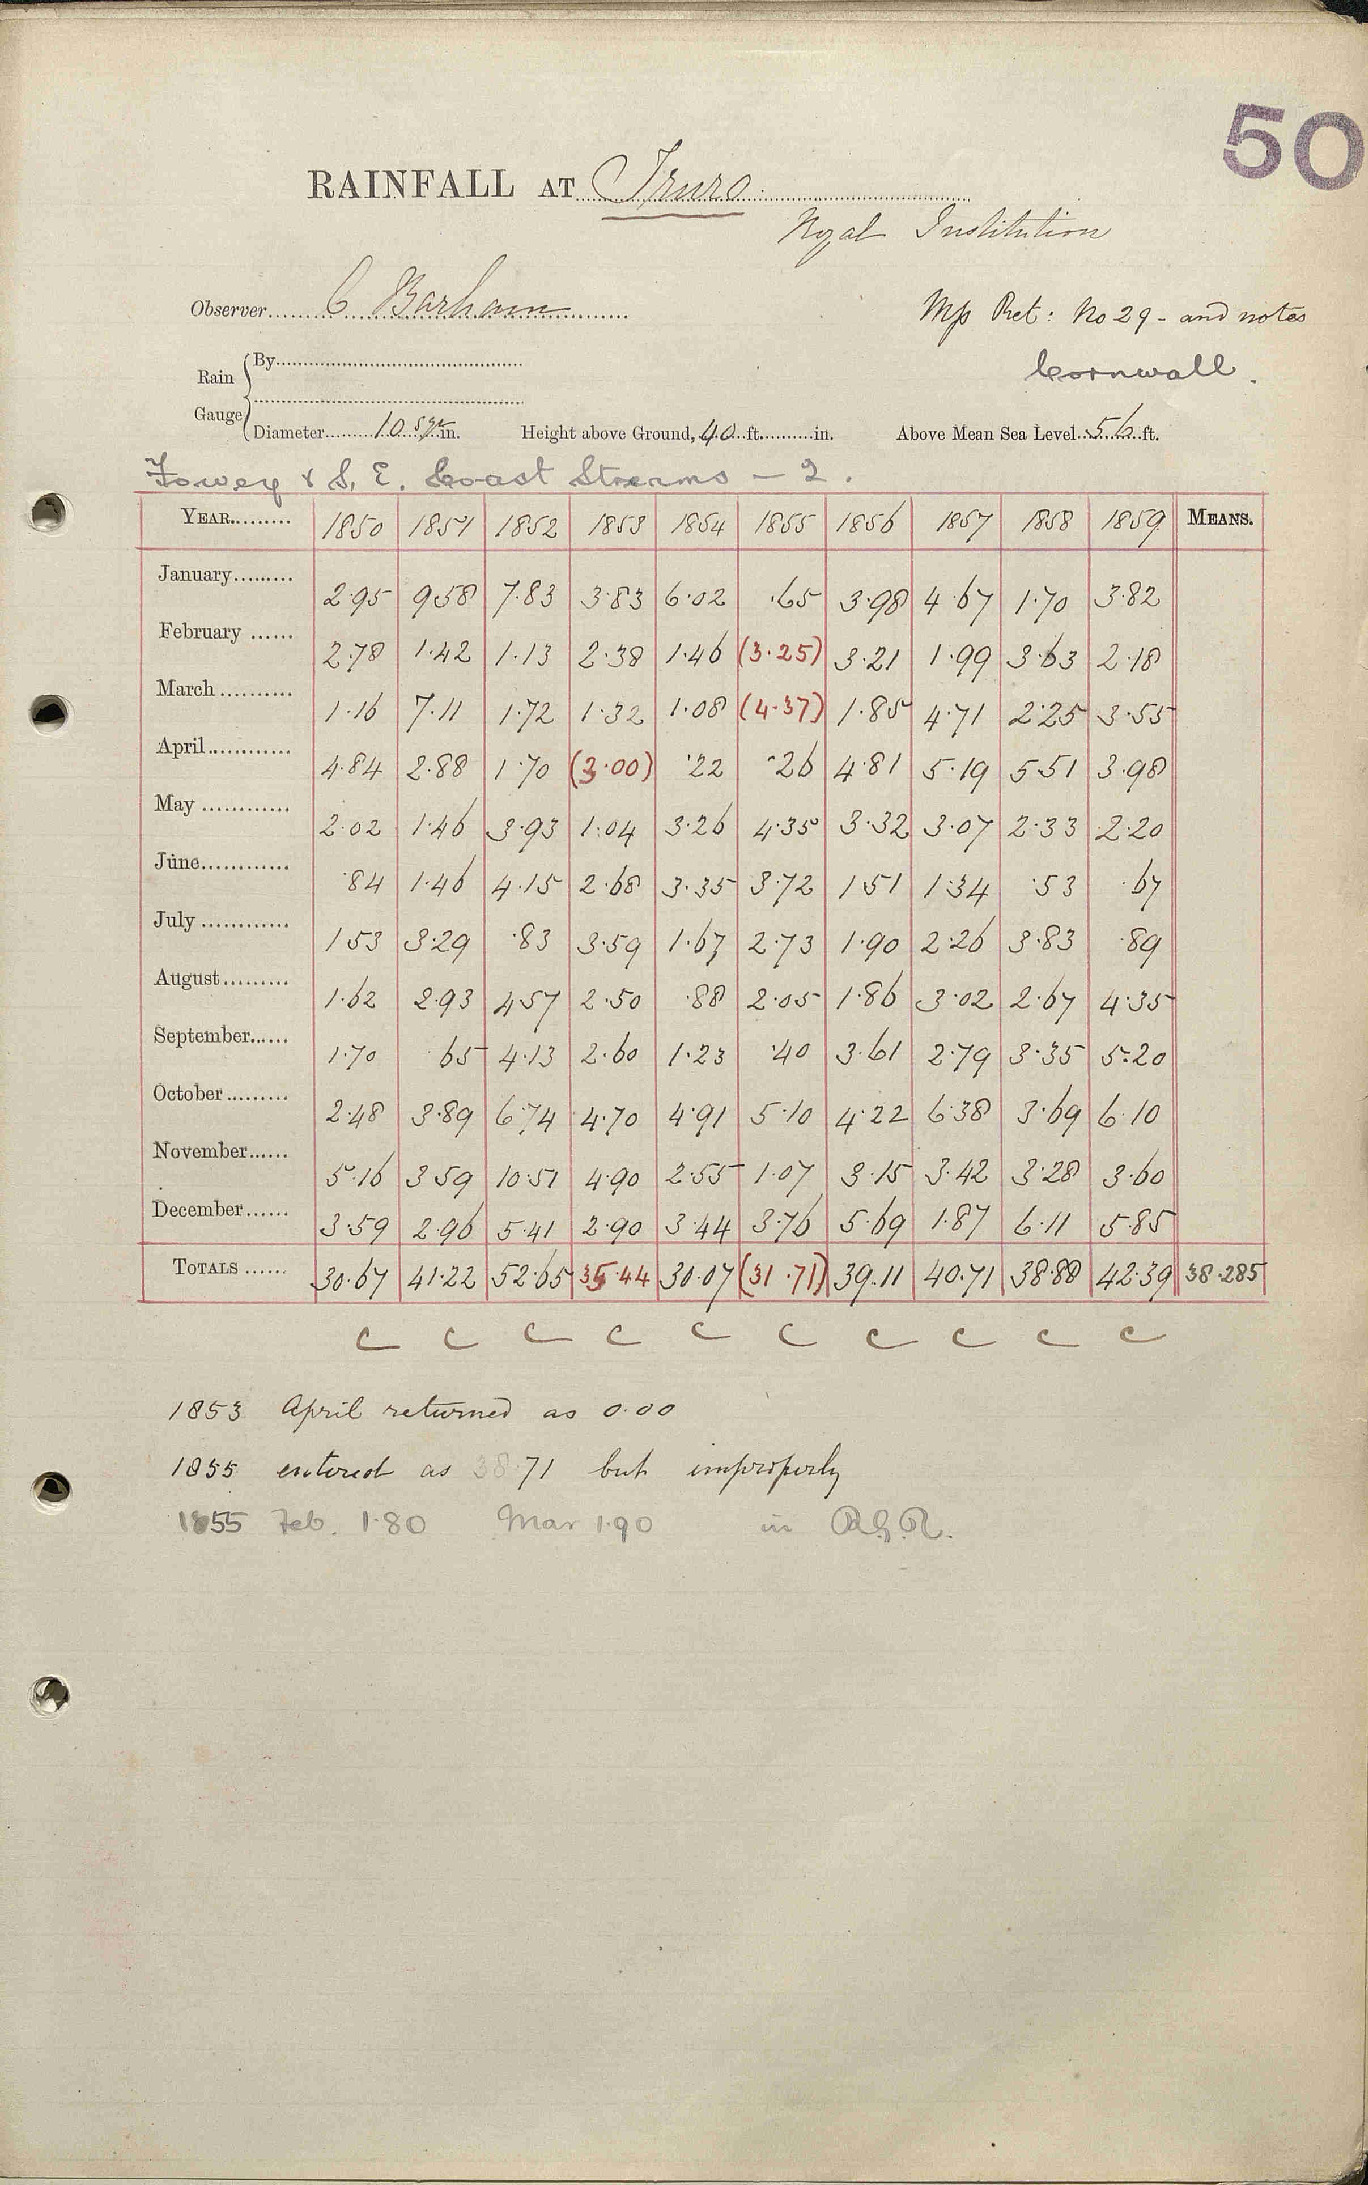 50
RAINFALL AT Truro
Royal Institution
Observer C Barham
Mp Ret: No 29 - and notes
Cornwall.
Rain Gauge
By
Diameter 10 sqr in. Height above Ground, 40 ft. in. Above Mean Sea Level 56 ft.
Fowey & S. E. Coast Streams - 2.
YEAR 1850 1851 1852 1853 1854 1855 1856 1857 1858 1859 MEANS.
January 2.95 9.58 7.83 3.83 6.02 .65 3.98 4.67 1.70 3.82
February 2.78 1.42 1.13 2.38 1.46 (3.25) 3.21 1.99 3.63 2.18
March 1.16 7.11 1.72 1.32 1.08 (4.37) 1.85 4.71 2.25 3.55
April 4.84 2.88 1.70 (3.00) .22 .26 4.81 5.19 5.51 3.98
May 2.02 1.46 3.93 1.04 3.26 4.35 3.32 3.07 2.33 2.20
June .84 1.46 4.15 2.68 3.35 3.72 1.51 1.34 .53 .67
July 1.53 3.29 .83 3.59 1.67 2.73 1.90 2.26 3.83 .89
August 1.62 2.93 4.57 2.50 .88 2.05 1.86 3.02 2.67 4.35
September 1.70 .65 4.13 2.60 1.23 .40 3.61 2.79 3.35 5.20
October 2.48 3.89 6.74 4.70 4.91 5.10 4.22 6.38 3.69 6.10
November 5.16 3.59 10.51 4.90 2.55 1.07 3.15 3.42 3.28 3.60
December 3.59 2.96 5.41 2.90 3.44 3.76 5.69 1.87 6.11 5.85
TOTALS 30.67 41.22 52.65 35.44 30.07 (31.71) 39.11 40.71 38.88 42.39 38.285
C C C C C C C C C C
1853 April returned as 0.00
1855 entered as 38.71 but improperly
1855 Feb. 1.80 Mar 1.90 in R.G.R.